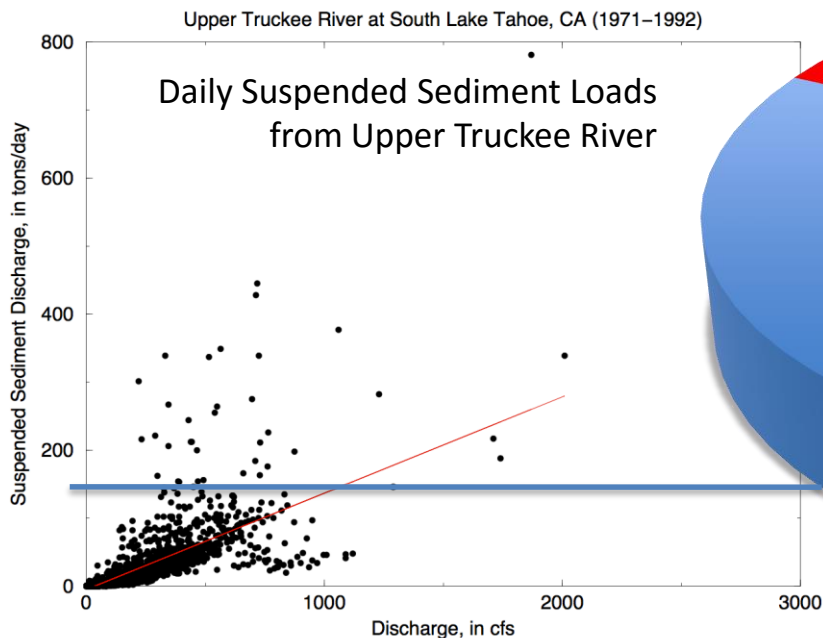 Upper Truckee River at South Lake Tahoe, CA (1971–1992)
Daily Suspended Sediment Loads
from Upper Truckee River
Suspended Sediment Discharge, in tons/day
800
600
400
200
0
0
1000
2000
3000
Discharge, in cfs